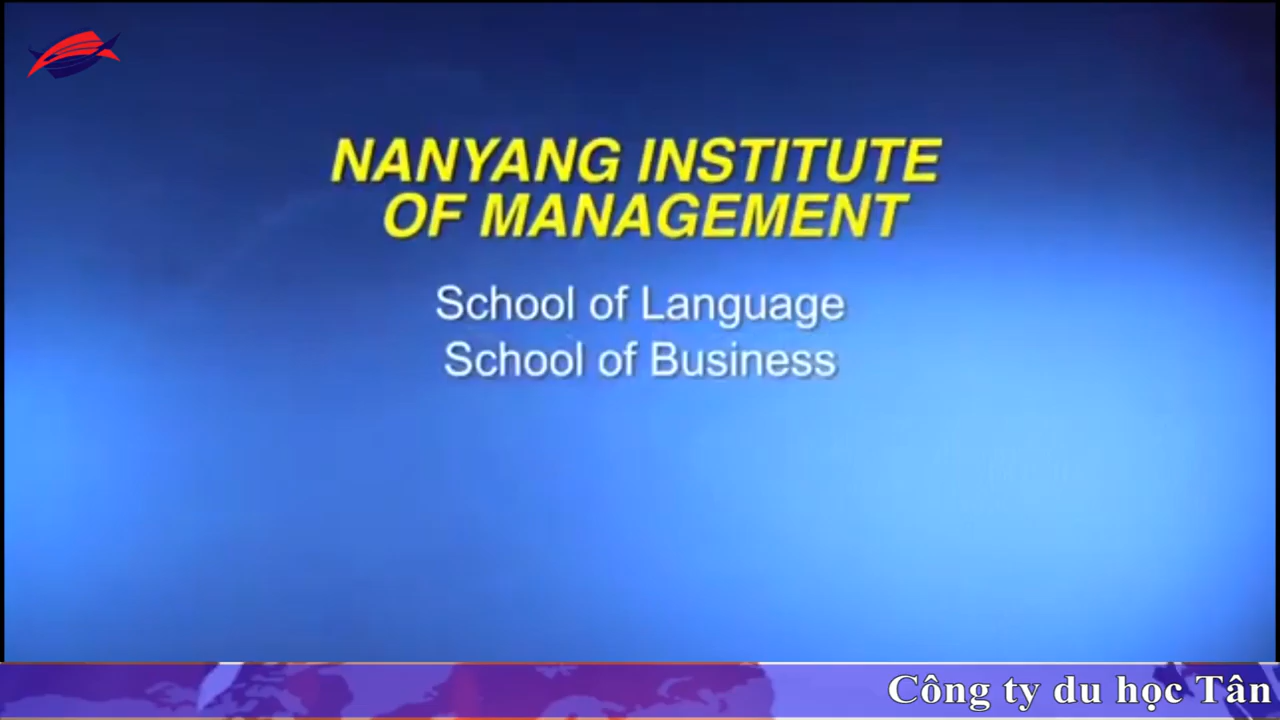 NANYANG INSTITUTE
OF MANAGEMENT
School of Language
School of Business
Công ty du học Tân